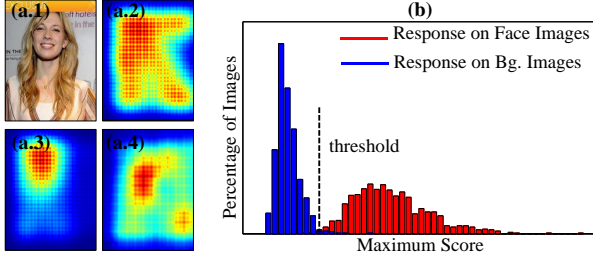 (a.1)
(a.2)
(a.3)
(a.4)
(b)
Response on Face Images
Response on Bg. Images
threshold
Percentage of Images
Maximum Score